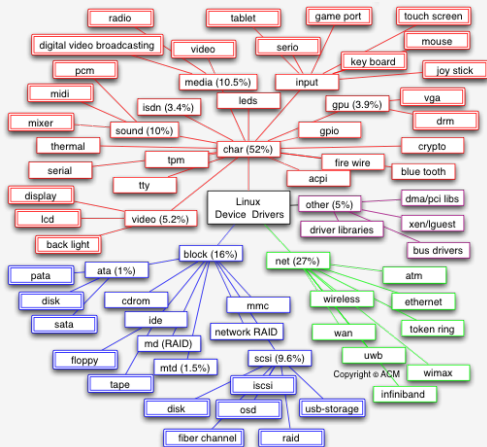 radio
tablet
game port
touch screen
digital video broadcasting
video
serio
mouse
pcm
media (10.5%)
input
key board
joy stick
midi
isdn (3.4%)
leds
gpu (3.9%)
vga
mixer
sound (10%)
gpio
drm
thermal
char (52%)
crypto
serial
tpm
fire wire
blue tooth
tty
acpi
display
Linux
Device Drivers
other (5%)
dma/pci libs
lcd
video (5.2%)
driver libraries
xen/lguest
back light
block (16%)
net (27%)
bus drivers
pata
ata (1%)
atm
disk
cdrom
mmc
wireless
ethernet
sata
ide
network RAID
wan
token ring
floppy
md (RAID)
scsi (9.6%)
uwb
tape
mtd (1.5%)
Copyright © ACM
wimax
iscsi
infiniband
disk
osd
usb-storage
fiber channel
raid